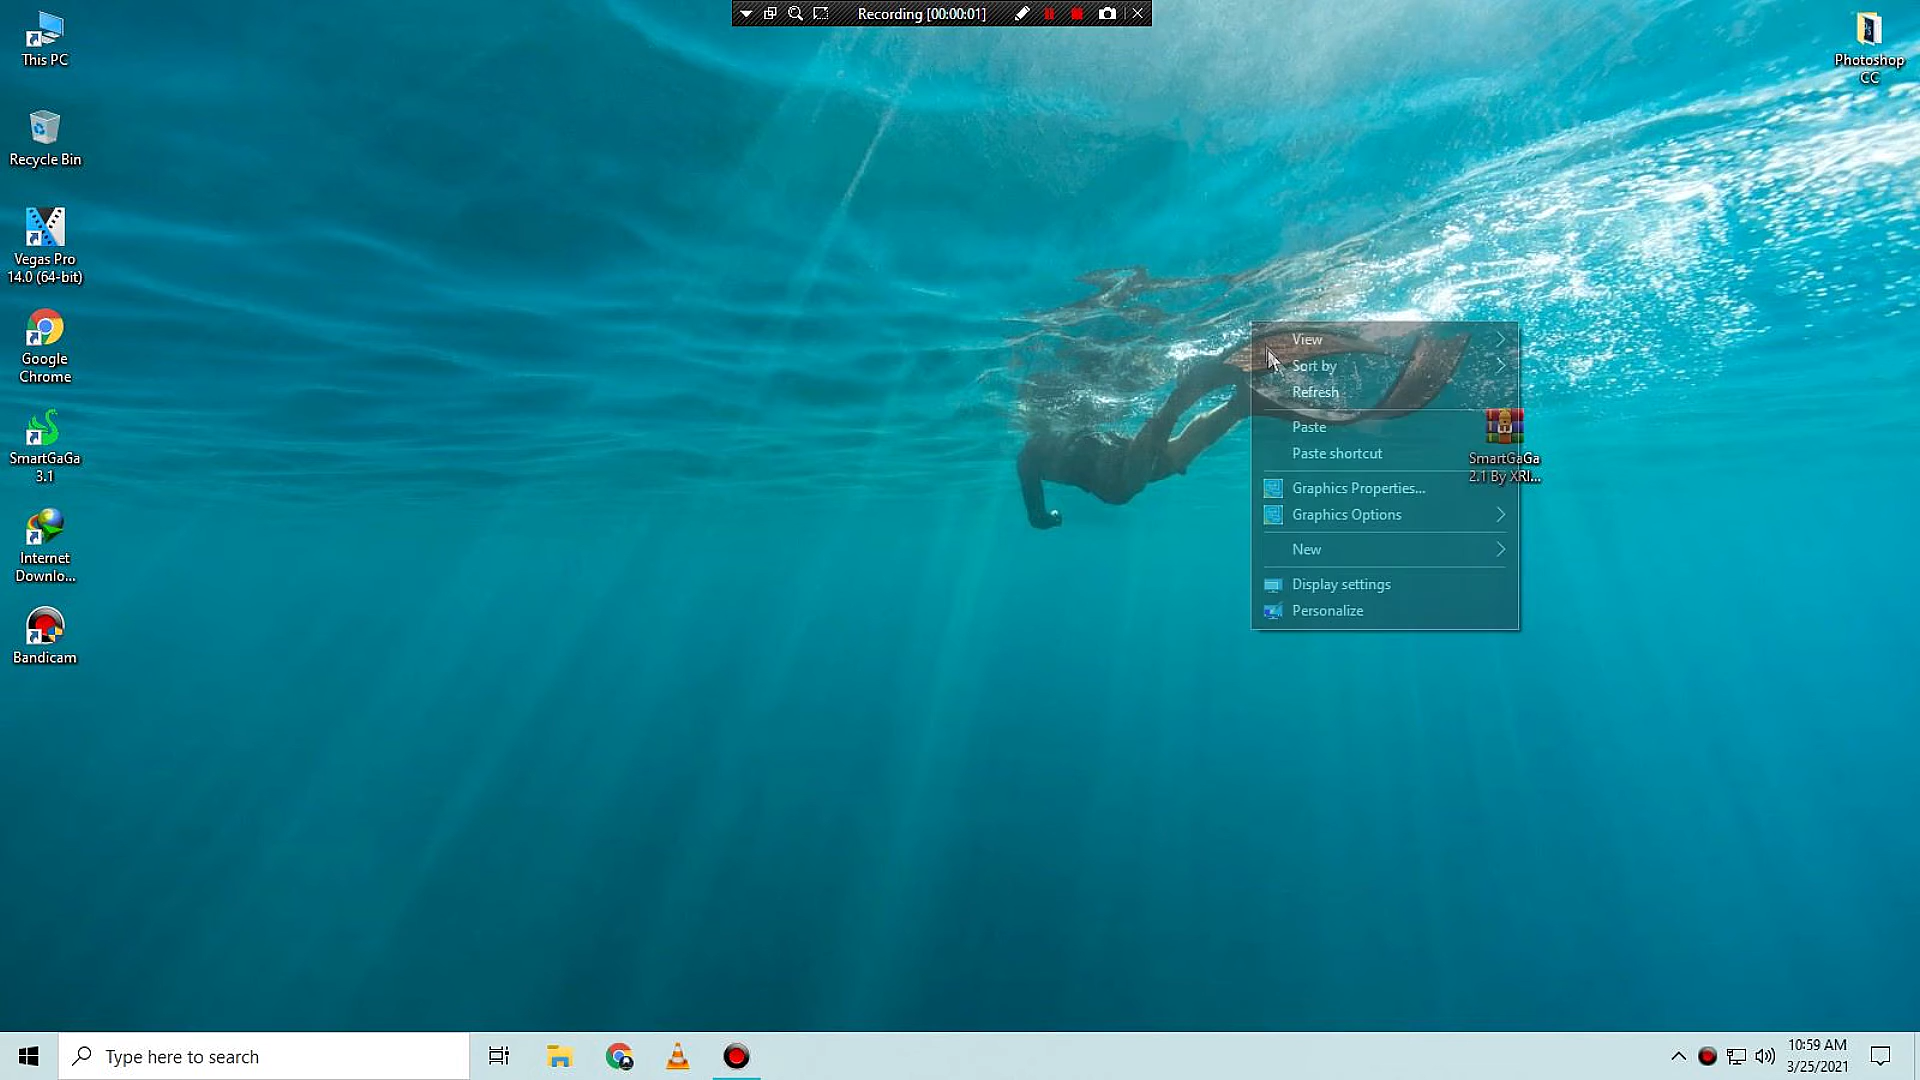 Recording [00:00:01]
This PC
Recycle Bin
Vegas Pro
14.0 (64-bit)
Google
Chrome
SmartGaGa
3.1
Internet
Downlo...
Bandicam
Photoshop
CC
View
Sort by
Refresh
Paste
Paste shortcut
Graphics Properties...
Graphics Options
New
Display settings
Personalize
SmartGaGa
2.1 By XRI...
Type here to search
10:59 AM
3/25/2021